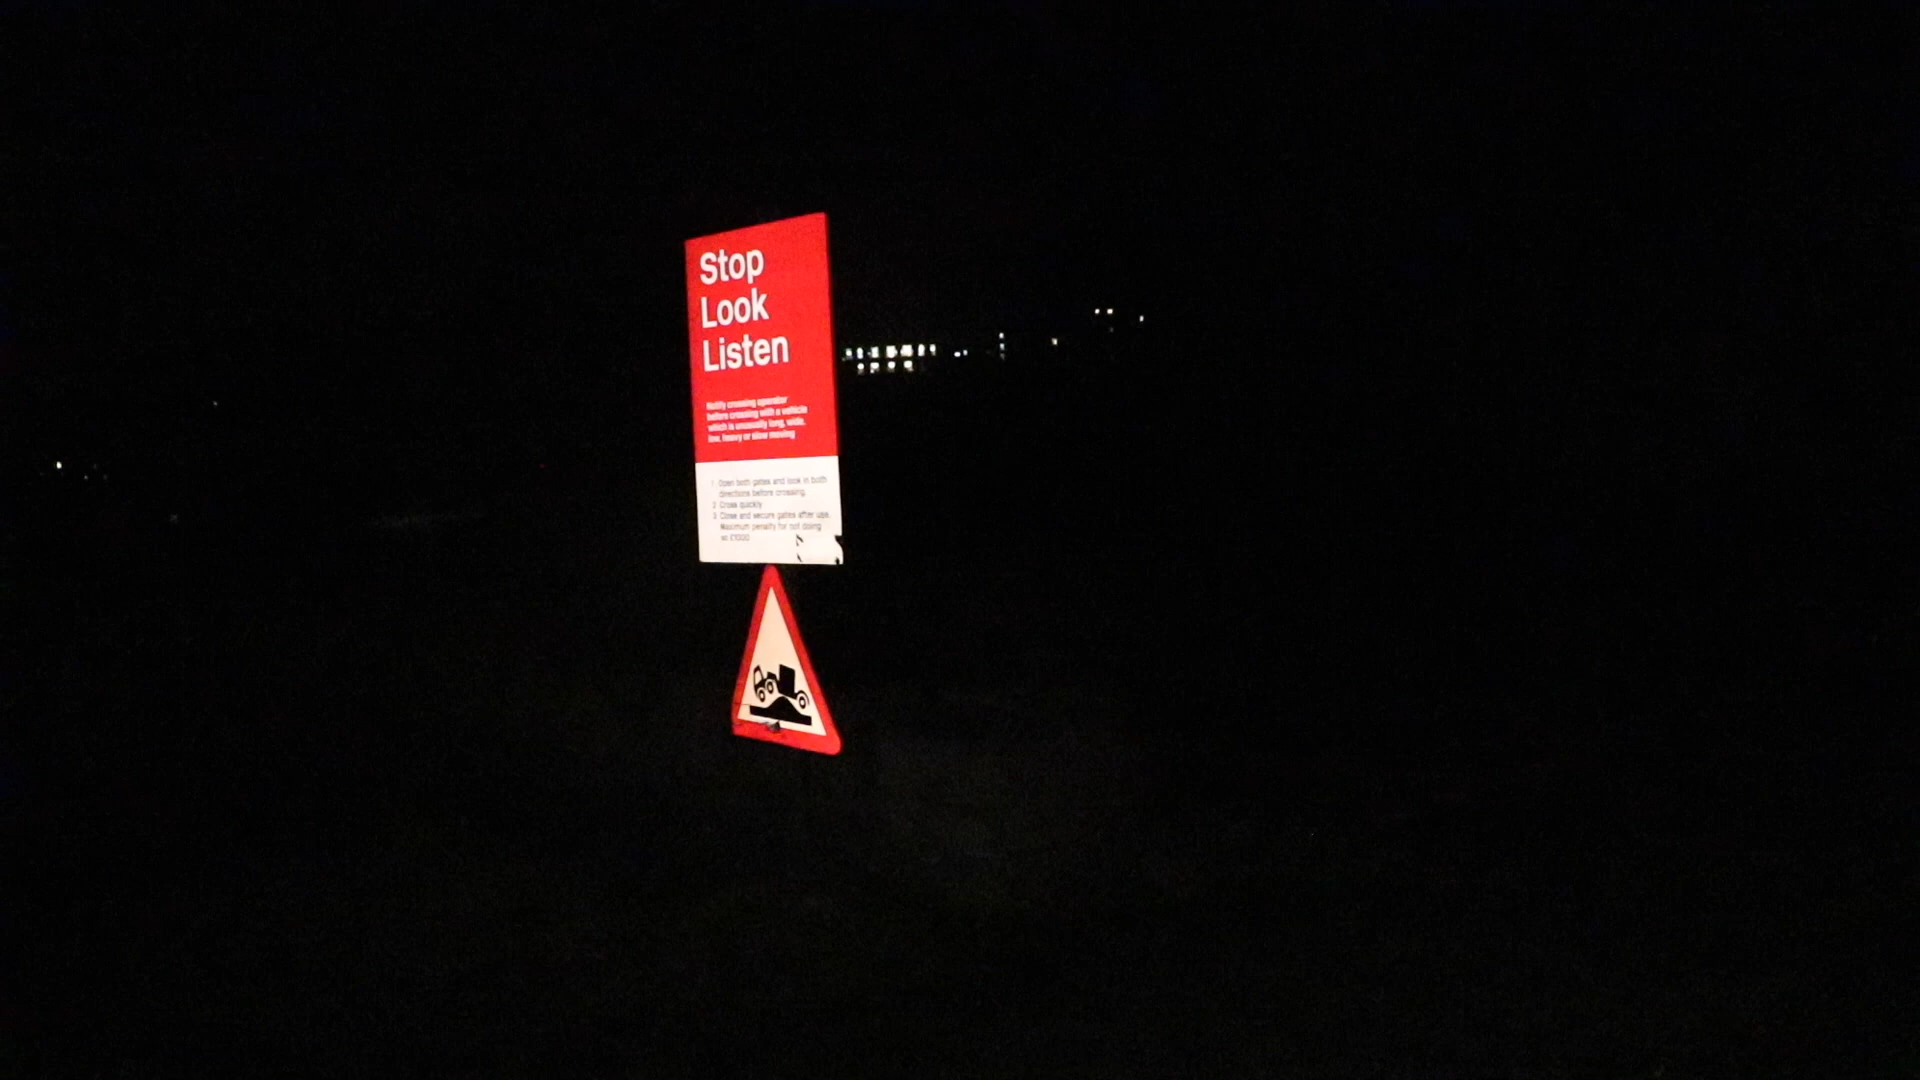 Stop
Look
Listen
Notify crossing operator
before crossing with a vehicle
which is unusually long, wide,
low, heavy or slow moving
1 Open both gates and look in both
directions before crossing.
2 Cross quickly
3 Close and secure gates after use.
Maximum penalty for not doing
so £1000